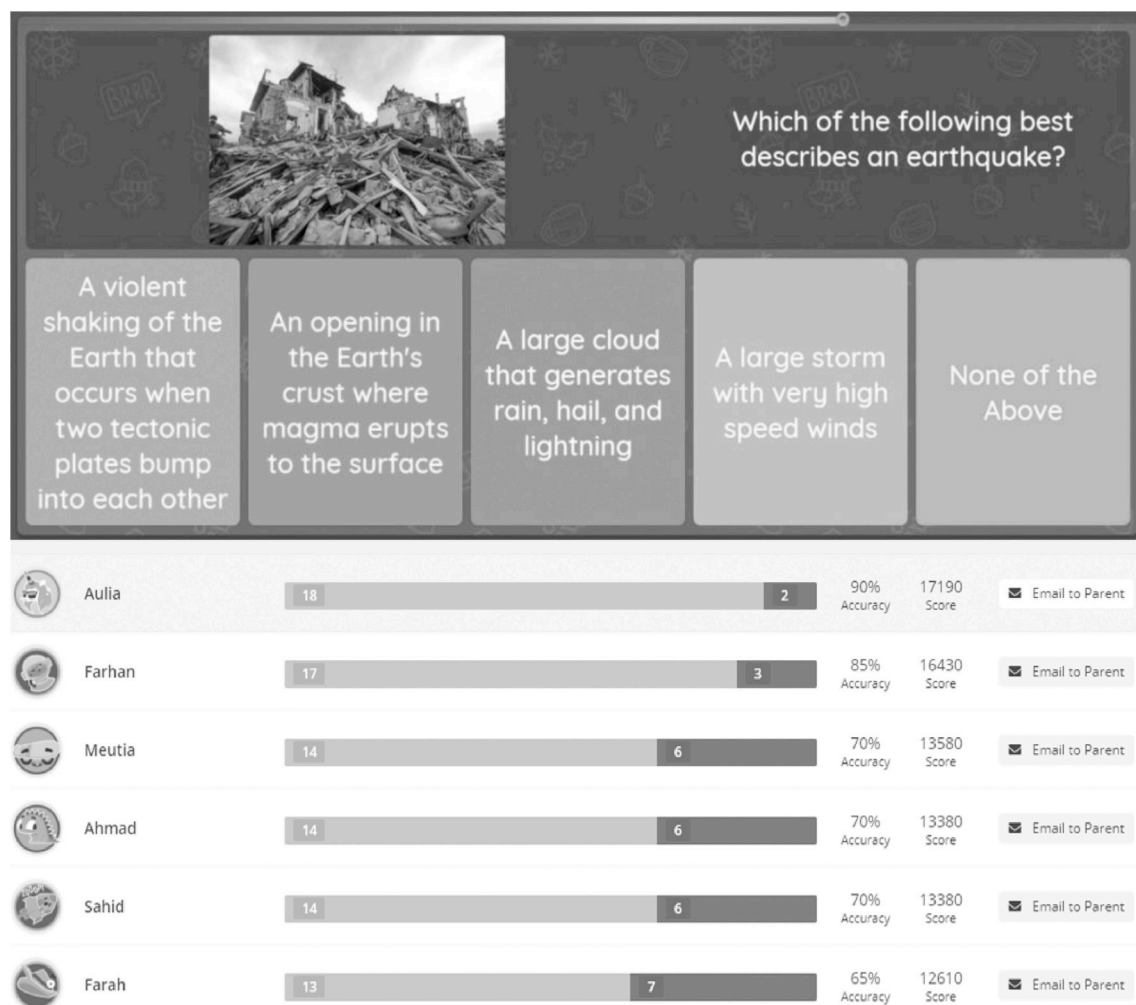 BRRR
BRRR
Which of the following best
describes an earthquake?
A violent
shaking of the
Earth that
occurs when
two tectonic
plates bump
into each other
An opening in
the Earth's
crust where
magma erupts
to the surface
A large cloud
that generates
rain, hail, and
lightning
A large storm
with very high
speed winds
None of the
Above
Aulia
18
2
90%
Accuracy
17190
Score
Email to Parent
Farhan
17
3
85%
Accuracy
16430
Score
Email to Parent
Meutia
14
6
70%
Accuracy
13580
Score
Email to Parent
Ahmad
14
6
70%
Accuracy
13380
Score
Email to Parent
Sahid
14
6
70%
Accuracy
13380
Score
Email to Parent
Farah
13
7
65%
Accuracy
12610
Score
Email to Parent